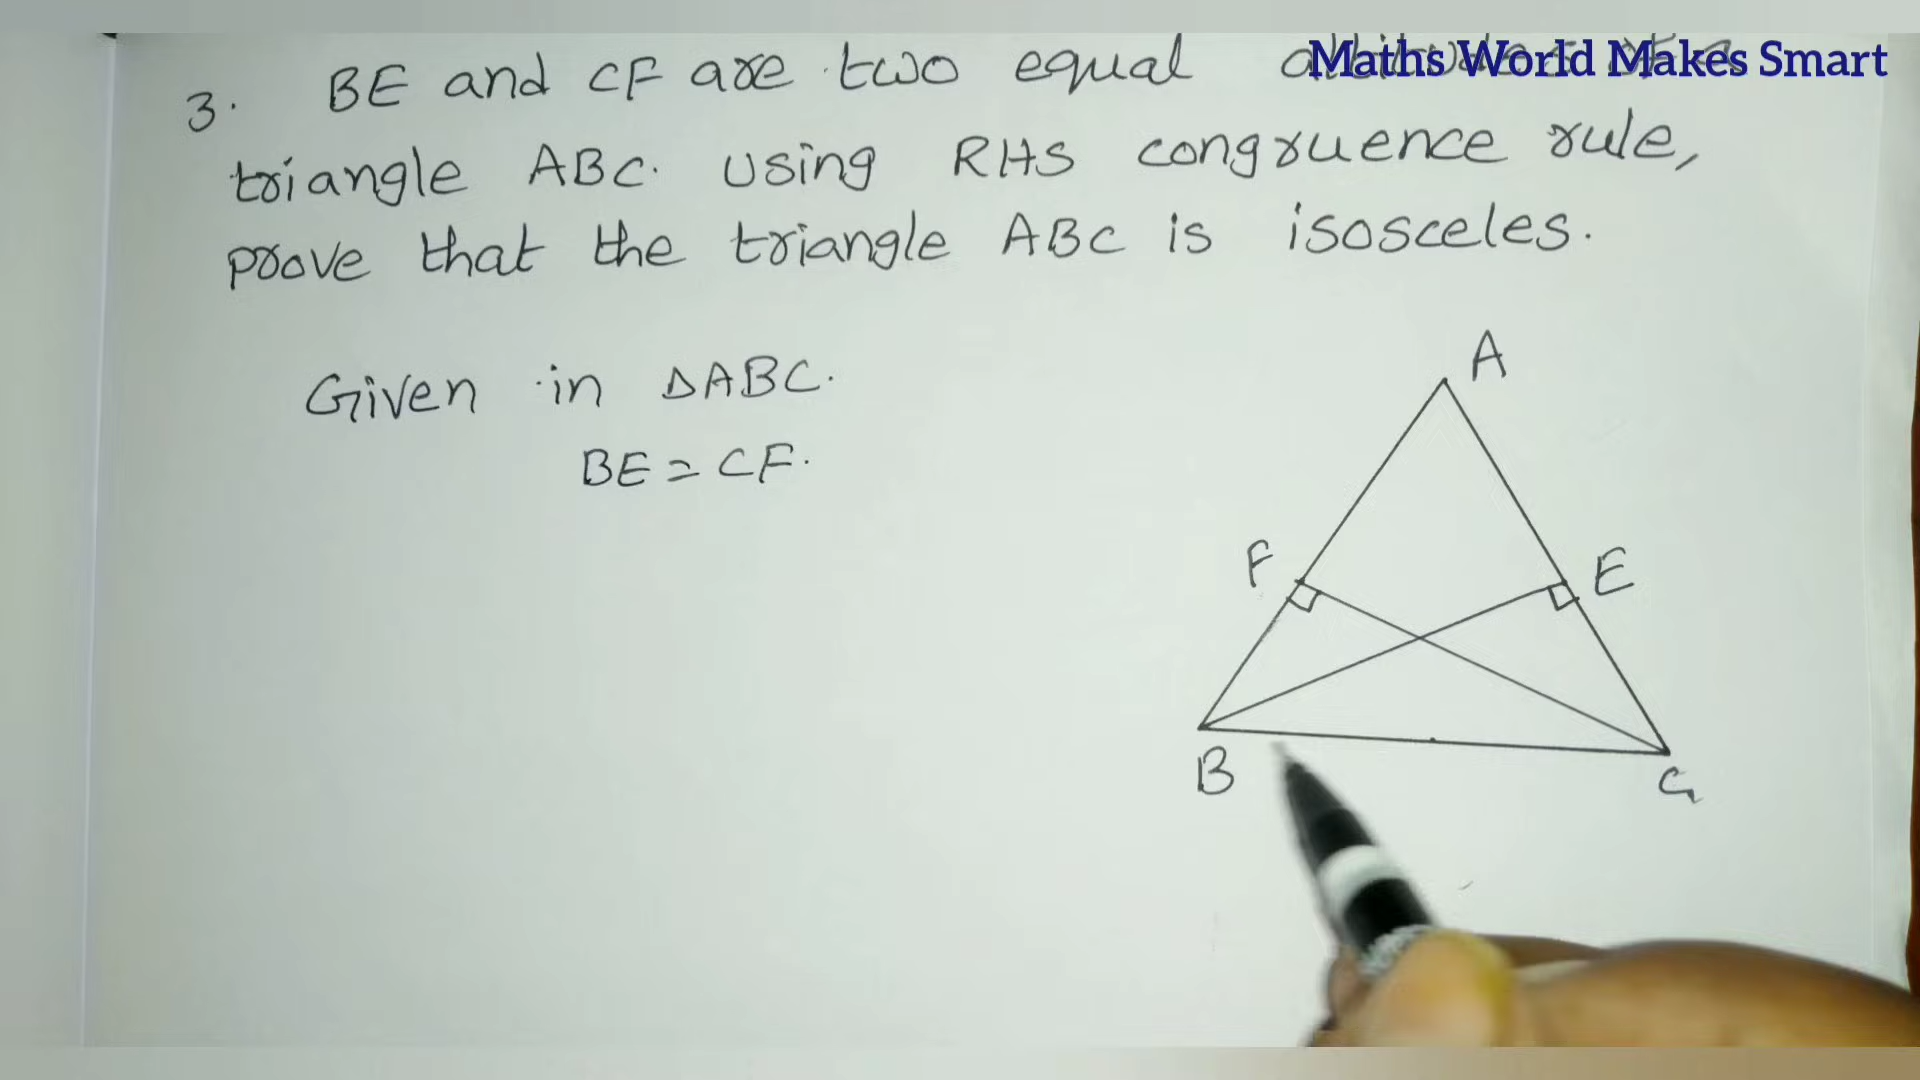 Maths World Makes Smart
3. BE and CF are two equal
triangle ABC. Using RHS congruence rule,
prove that the triangle ABC is isosceles.
Given in ΔABC.
BE = CF.
A
F
E
B
C